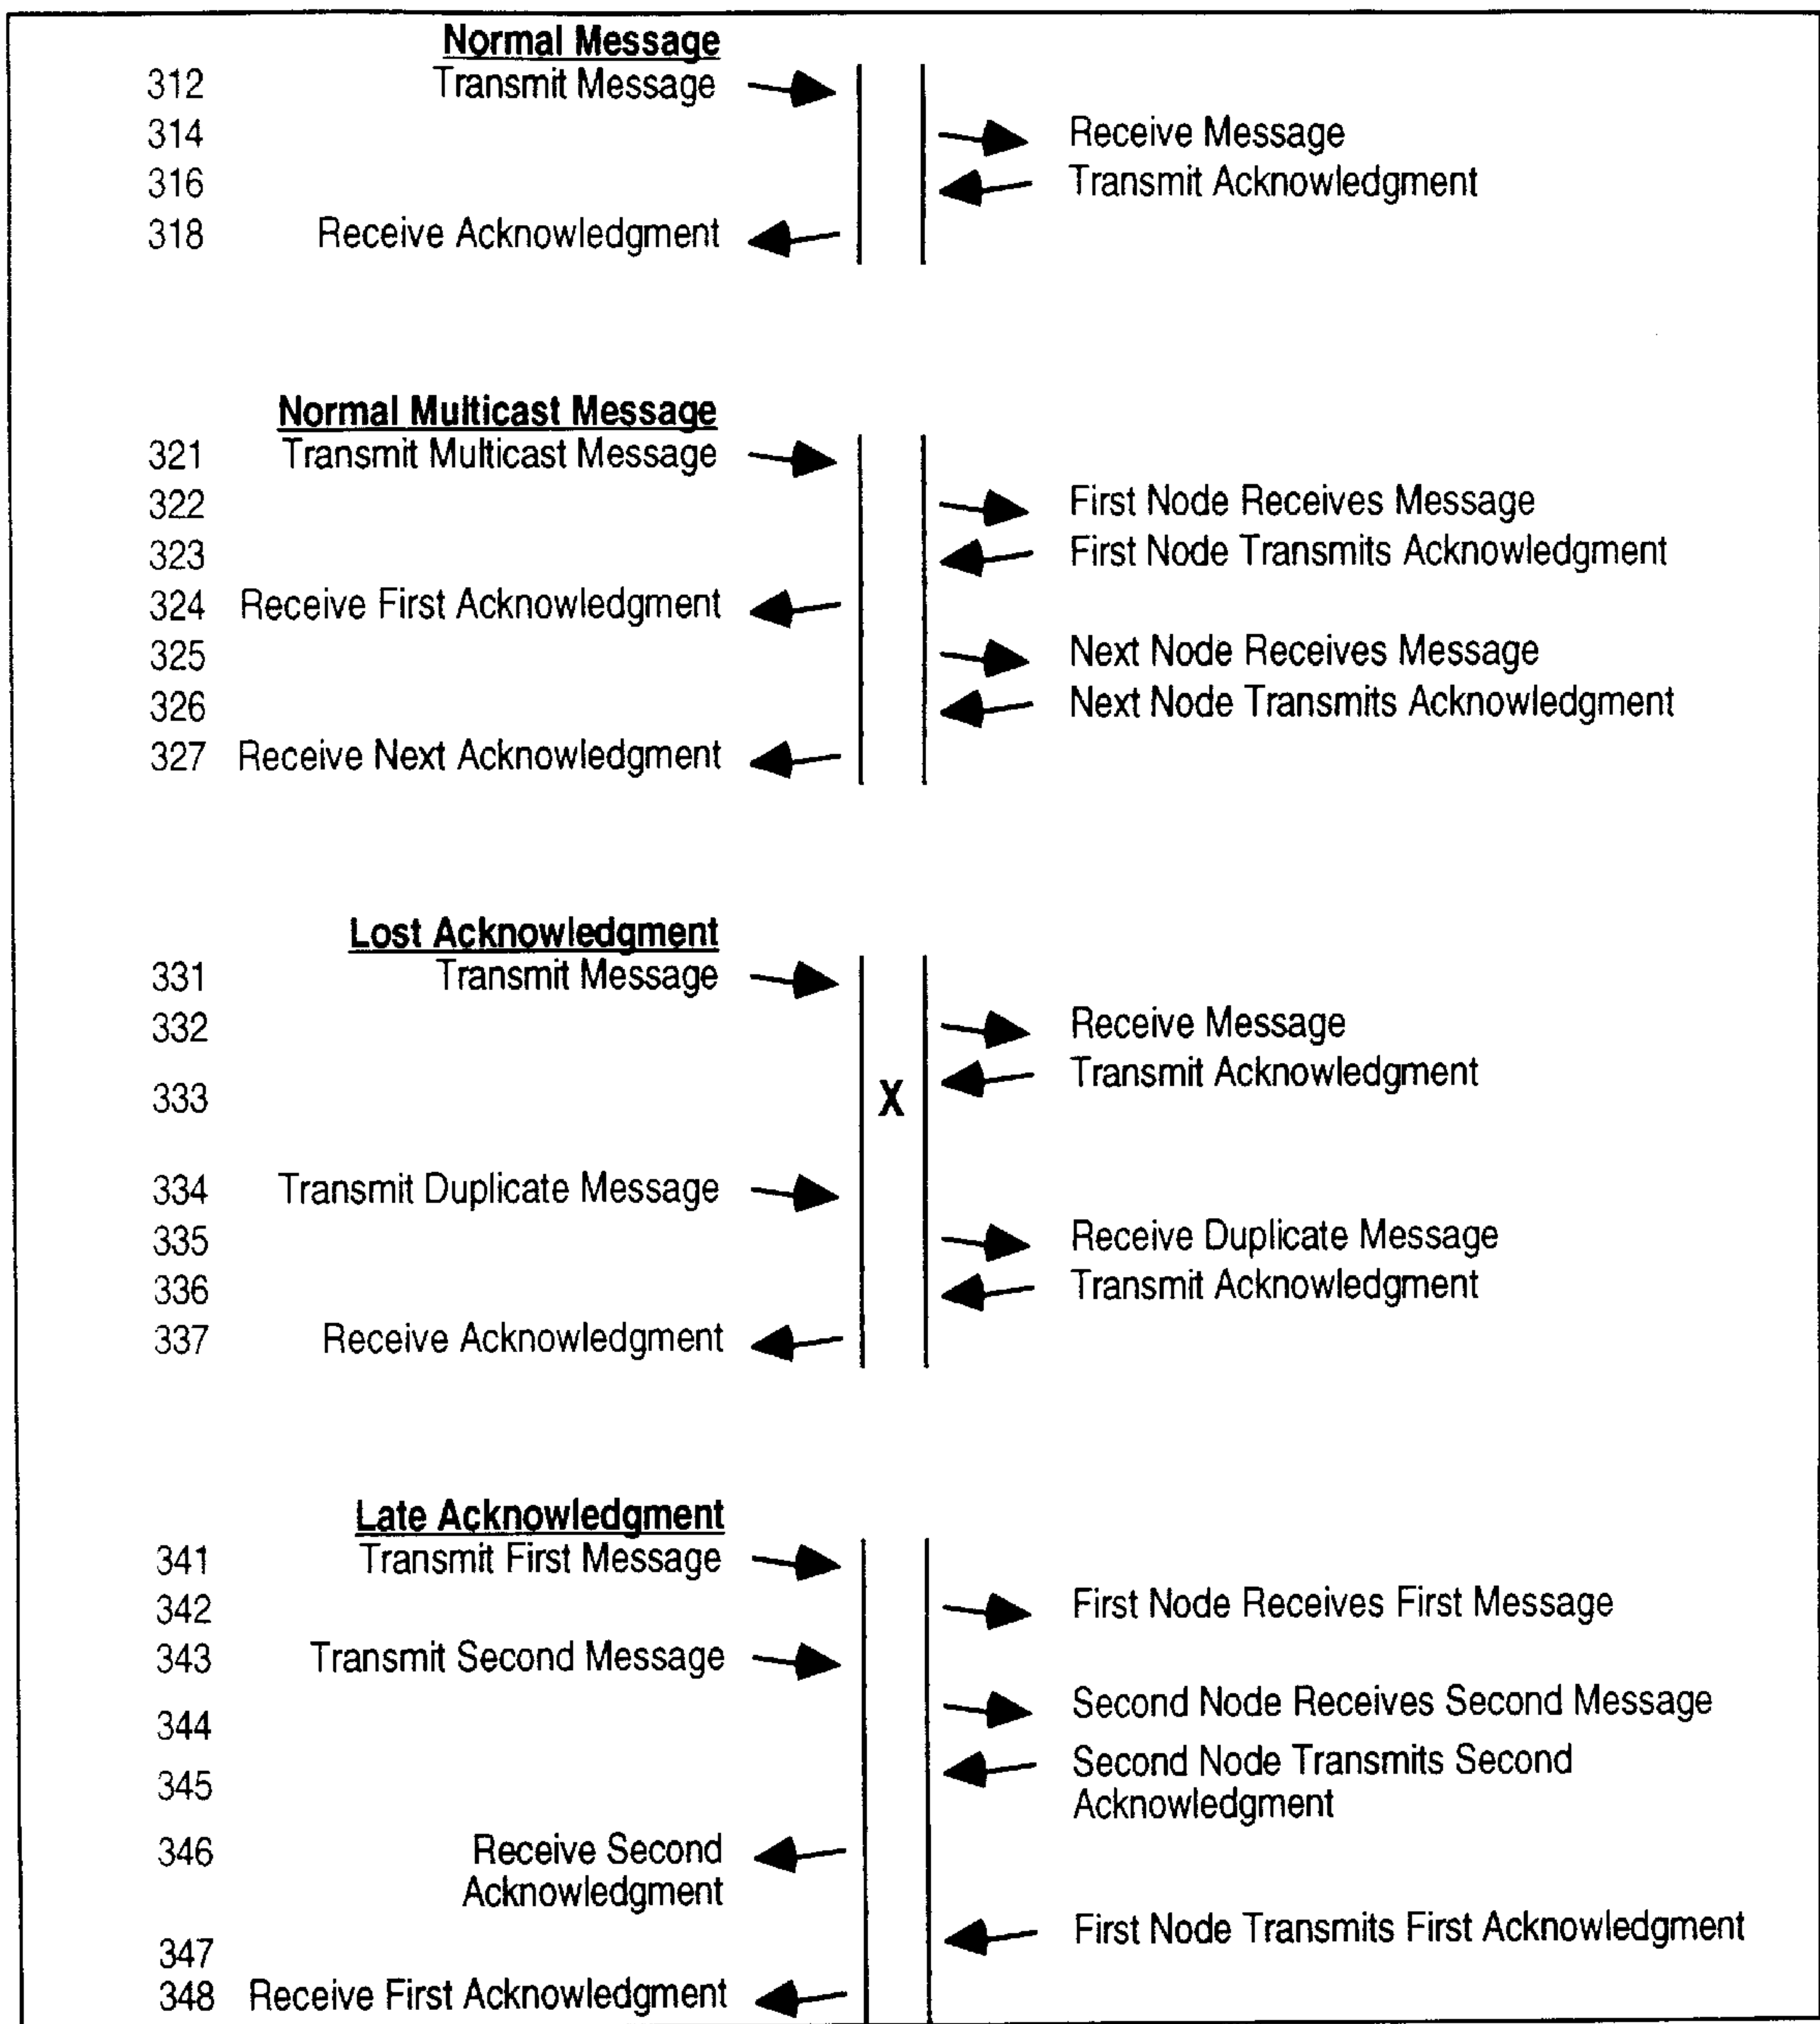 Normal Message
312 Transmit Message
314 Receive Message
316 Transmit Acknowledgment
318 Receive Acknowledgment
Normal Multicast Message
321 Transmit Multicast Message
322 First Node Receives Message
323 First Node Transmits Acknowledgment
324 Receive First Acknowledgment
325 Next Node Receives Message
326 Next Node Transmits Acknowledgment
327 Receive Next Acknowledgment
Lost Acknowledgment
331 Transmit Message
332 Receive Message
333 X Transmit Acknowledgment
334 Transmit Duplicate Message
335 Receive Duplicate Message
336 Transmit Acknowledgment
337 Receive Acknowledgment
Late Acknowledgment
341 Transmit First Message
342 First Node Receives First Message
343 Transmit Second Message
344 Second Node Receives Second Message
345 Second Node Transmits Second
Acknowledgment
346 Receive Second
Acknowledgment
347 First Node Transmits First Acknowledgment
348 Receive First Acknowledgment